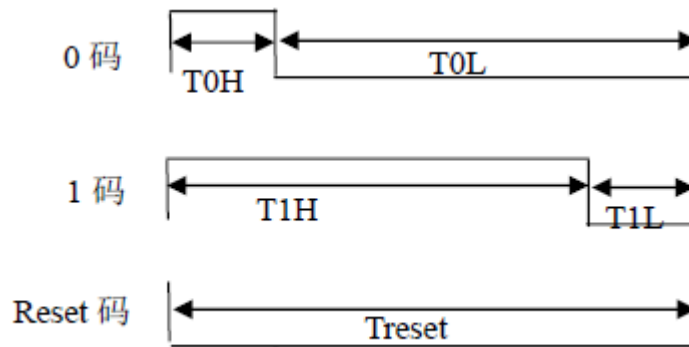 0 码
T0H
T0L
1 码
T1H
T1L
Reset 码
Treset